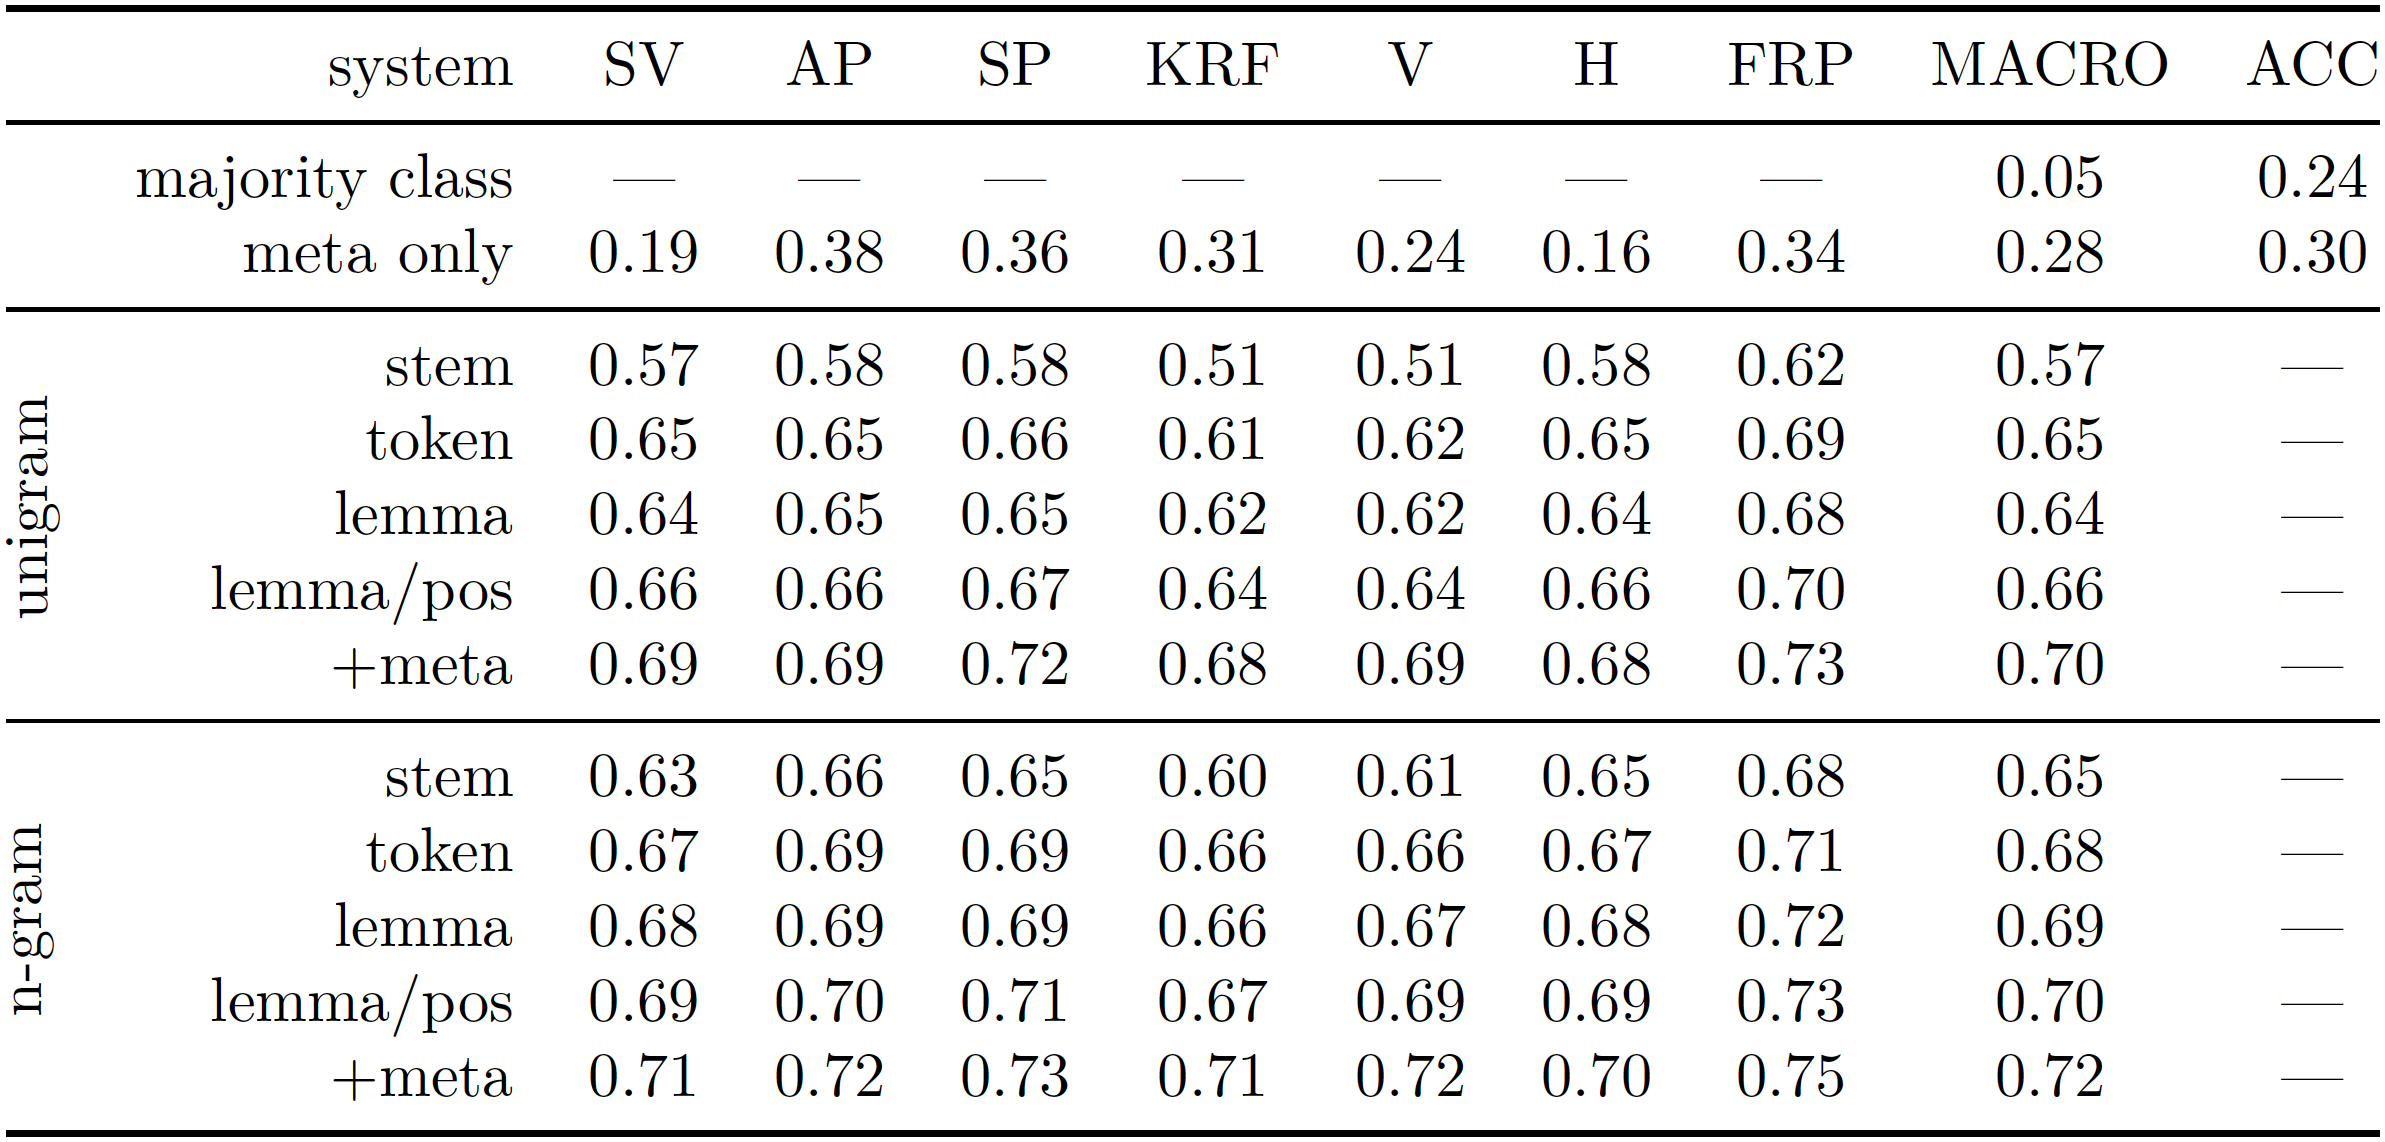 system SV AP SP KRF V H FRP MACRO ACC
majority class — — — — — — — 0.05 0.24
meta only 0.19 0.38 0.36 0.31 0.24 0.16 0.34 0.28 0.30
unigram
stem 0.57 0.58 0.58 0.51 0.51 0.58 0.62 0.57 —
token 0.65 0.65 0.66 0.61 0.62 0.65 0.69 0.65 —
lemma 0.64 0.65 0.65 0.62 0.62 0.64 0.68 0.64 —
lemma/pos 0.66 0.66 0.67 0.64 0.64 0.66 0.70 0.66 —
+meta 0.69 0.69 0.72 0.68 0.69 0.68 0.73 0.70 —
n-gram
stem 0.63 0.66 0.65 0.60 0.61 0.65 0.68 0.65 —
token 0.67 0.69 0.69 0.66 0.66 0.67 0.71 0.68 —
lemma 0.68 0.69 0.69 0.66 0.67 0.68 0.72 0.69 —
lemma/pos 0.69 0.70 0.71 0.67 0.69 0.69 0.73 0.70 —
+meta 0.71 0.72 0.73 0.71 0.72 0.70 0.75 0.72 —